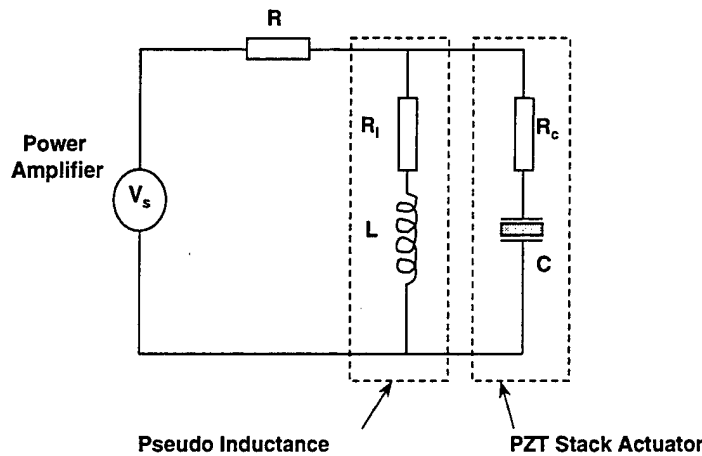 R
Power
Amplifier
V_s
R_l
L
R_c
C
Pseudo Inductance
PZT Stack Actuator